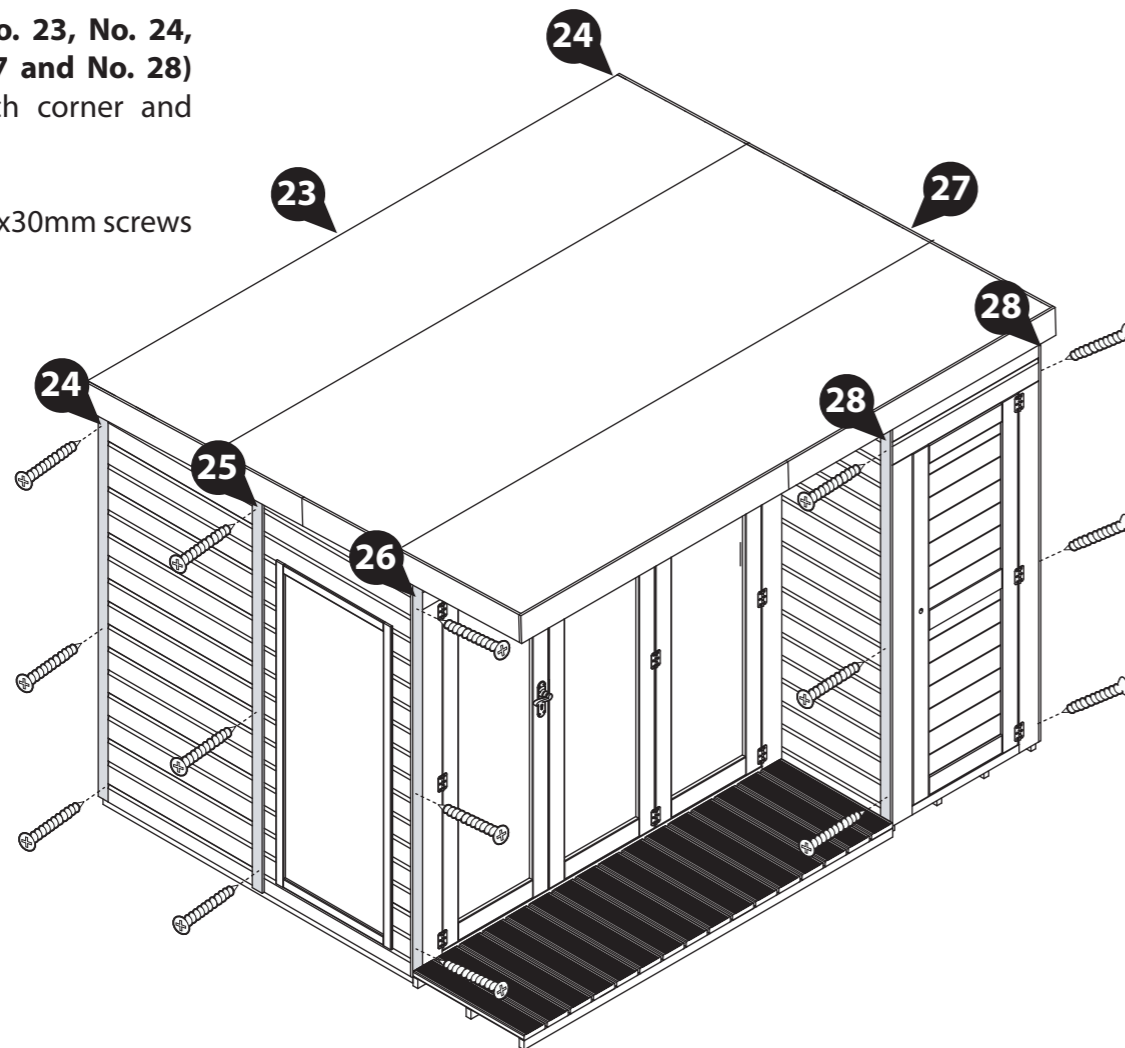 o. 23, No. 24,
7 and No. 28)
h corner and
x30mm screws
24
23
27
28
24
28
25
26